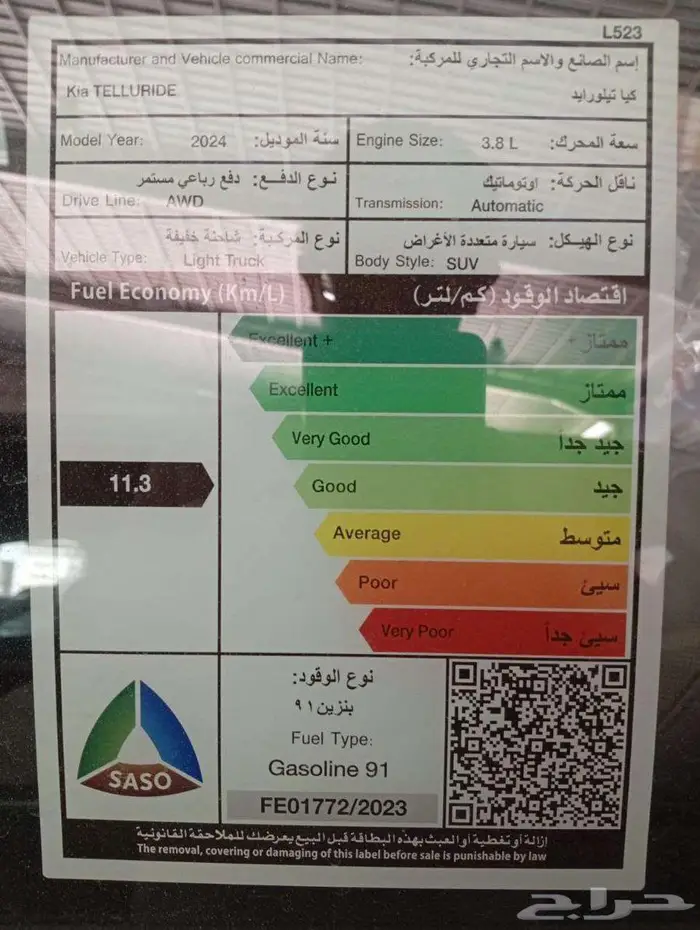 L523
Manufacturer and Vehicle commercial Name: إسم الصانع والاسم التجاري للمركبة:
Kia TELLURIDE كيا تيلورايد
Model Year: 2024 سنة الموديل:
Engine Size: 3.8 L سعة المحرك:
نوع الدفع: دفع رباعي مستمر
Drive Line: AWD
ناقل الحركة: اوتوماتيك
Transmission: Automatic
نوع المركبة: شاحنة خفيفة
Vehicle Type: Light Truck
نوع الهيكل: سيارة متعددة الأغراض
Body Style: SUV
Fuel Economy (Km/L) اقتصاد الوقود (كم/لتر)
Excellent + ممتاز +
Excellent ممتاز
Very Good جيد جداً
11.3
Good جيد
Average متوسط
Poor سيئ
Very Poor سيئ جداً
SASO
نوع الوقود:
بنزين ٩١
Fuel Type:
Gasoline 91
FE01772/2023
إزالة أو تغطية أو العبث بهذه البطاقة قبل البيع يعرضك للملاحقة القانونية
The removal, covering or damaging of this label before sale is punishable by law
حراج